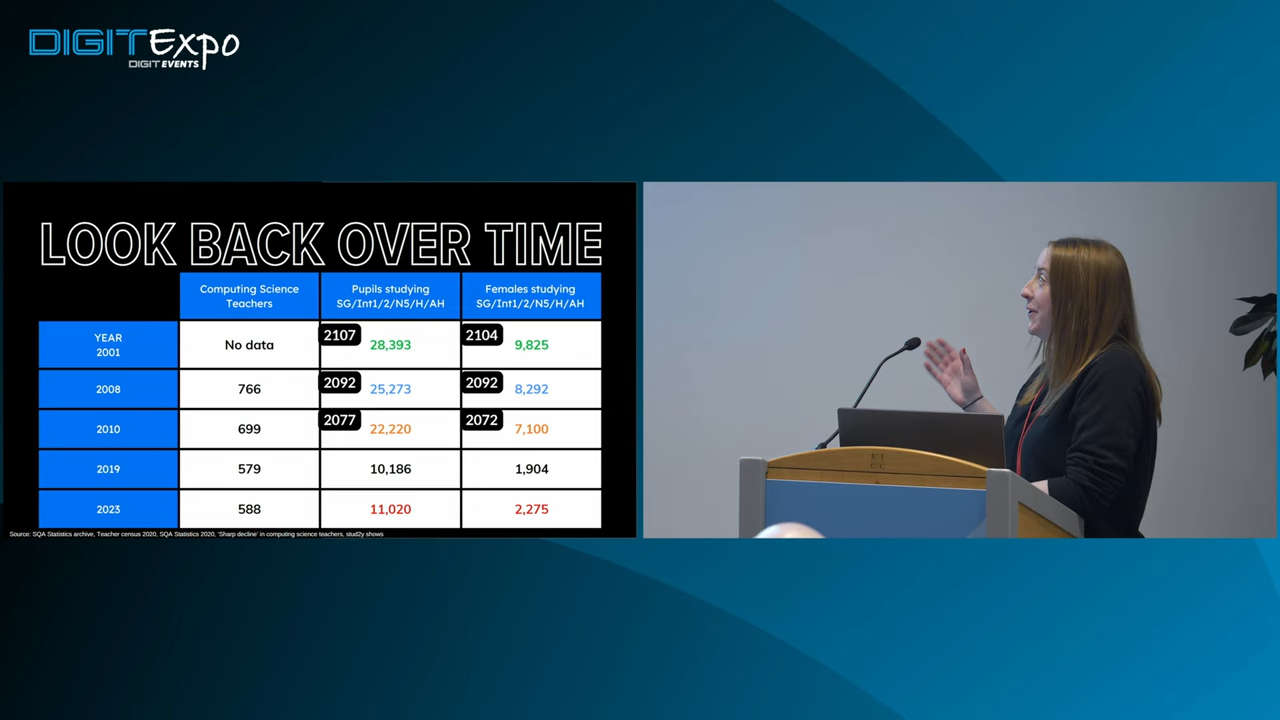 DIGITExpo
DIGITEVENTS
LOOK BACK OVER TIME
Computing Science
Teachers
Pupils studying
SG/Int1/2/N5/H/AH
Females studying
SG/Int1/2/N5/H/AH
YEAR
2001
No data
2107
28,393
2104
9,825
2008
766
2092
25,273
2092
8,292
2010
699
2077
22,220
2072
7,100
2019
579
10,186
1,904
2023
588
11,020
2,275
Source: SQA Statistics archive, Teacher census 2020, SQA Statistics 2020, 'Sharp decline' in computing science teachers, stud2y shows